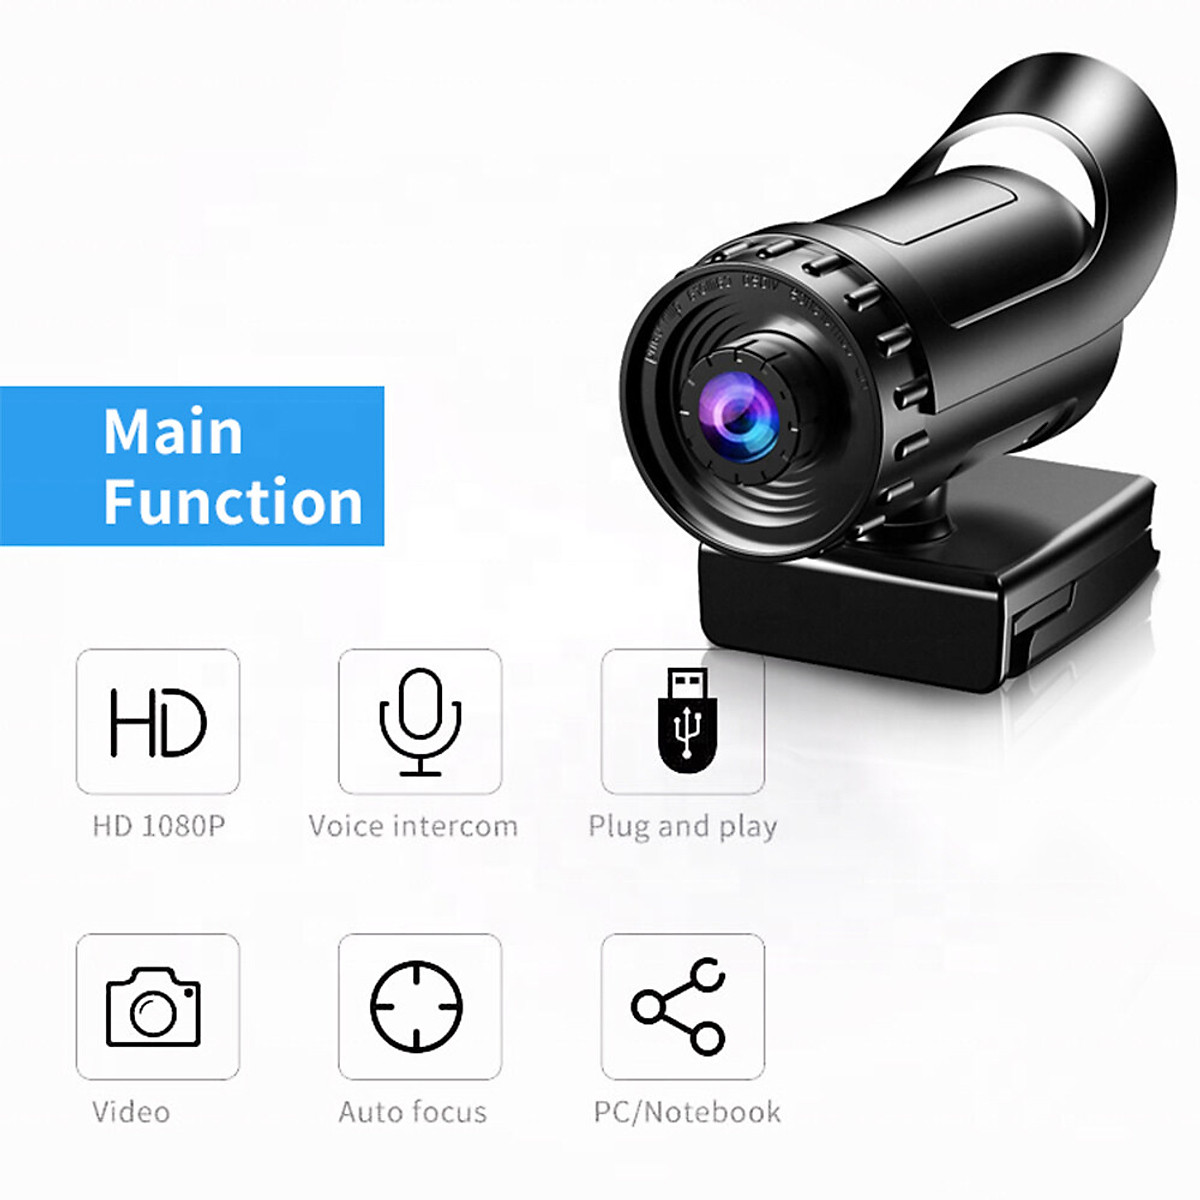 Main
Function
HD
HD 1080P
Voice intercom
Plug and play
Video
Auto focus
PC/Notebook